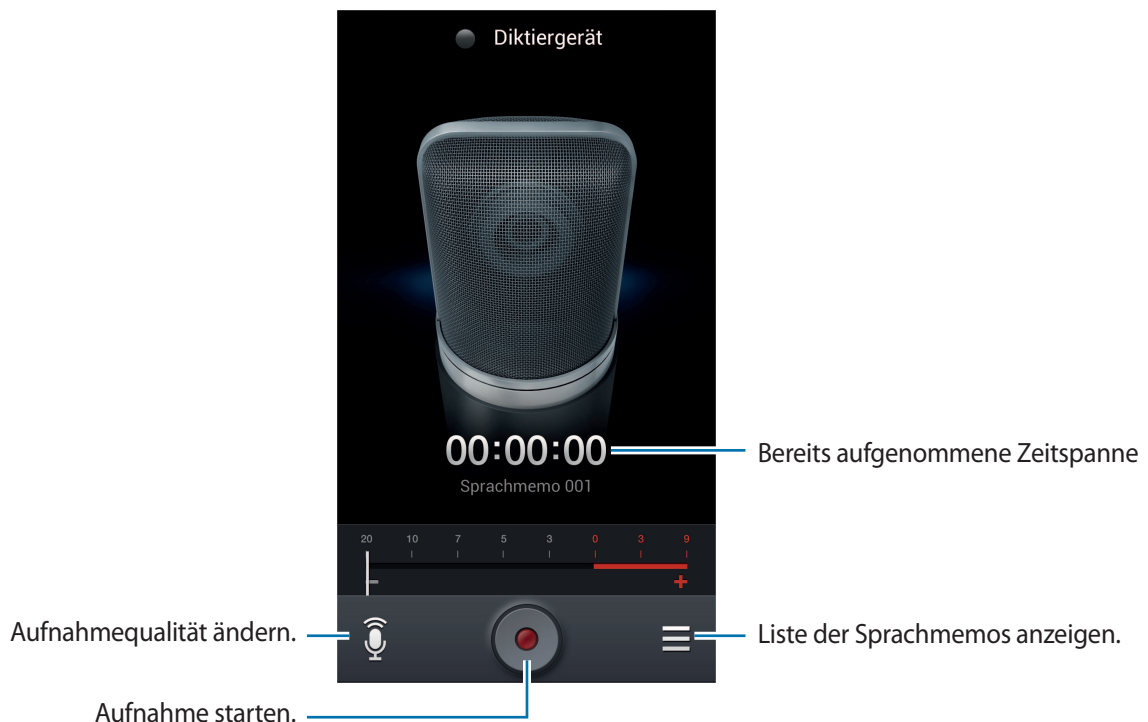 Diktiergerät
00:00:00
Bereits aufgenommene Zeitspanne
Sprachmemo 001
20 10 7 5 3 0 3 9
- +
Aufnahmequalität ändern.
Liste der Sprachmemos anzeigen.
Aufnahme starten.